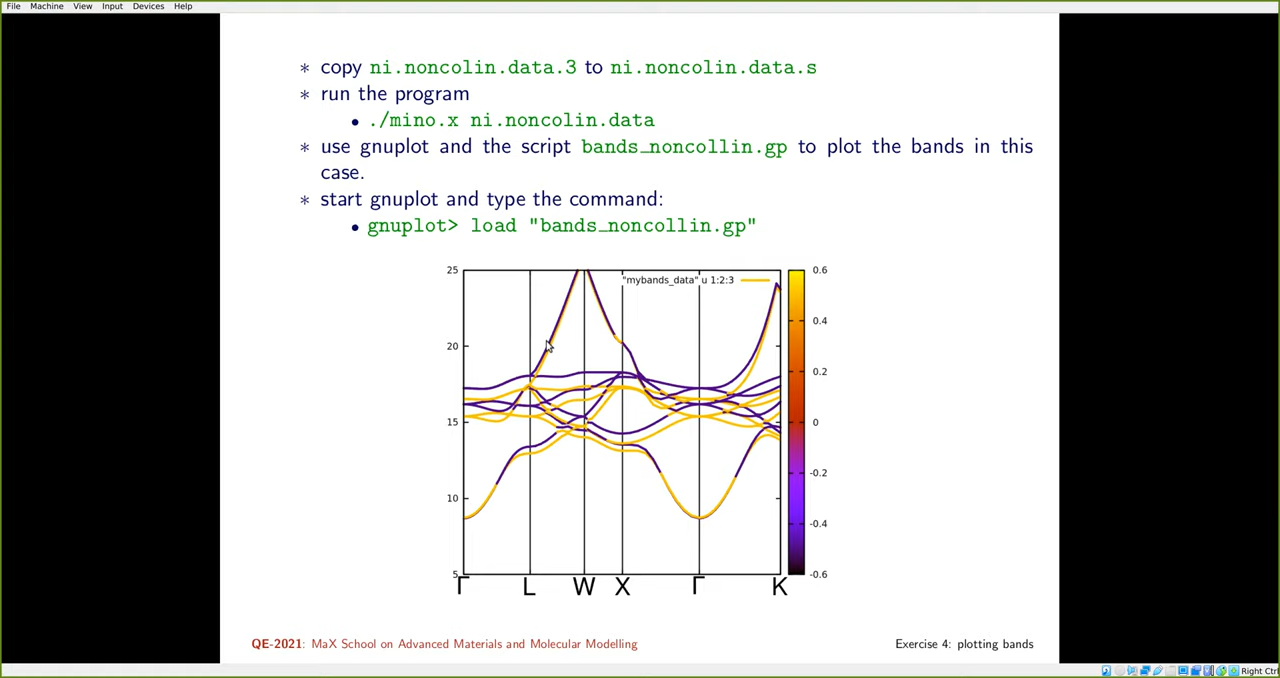 File Machine View Input Devices Help
∗ copy ni.noncolin.data.3 to ni.noncolin.data.s
∗ run the program
• ./mino.x ni.noncolin.data
∗ use gnuplot and the script bands_noncollin.gp to plot the bands in this
case.
∗ start gnuplot and type the command:
• gnuplot> load "bands_noncollin.gp"
25
"mybands_data" u 1:2:3
0.6
0.4
20
0.2
15
0
-0.2
10
-0.4
5
-0.6
Γ L W X Γ K
QE-2021: MaX School on Advanced Materials and Molecular Modelling
Exercise 4: plotting bands
Right Ctrl